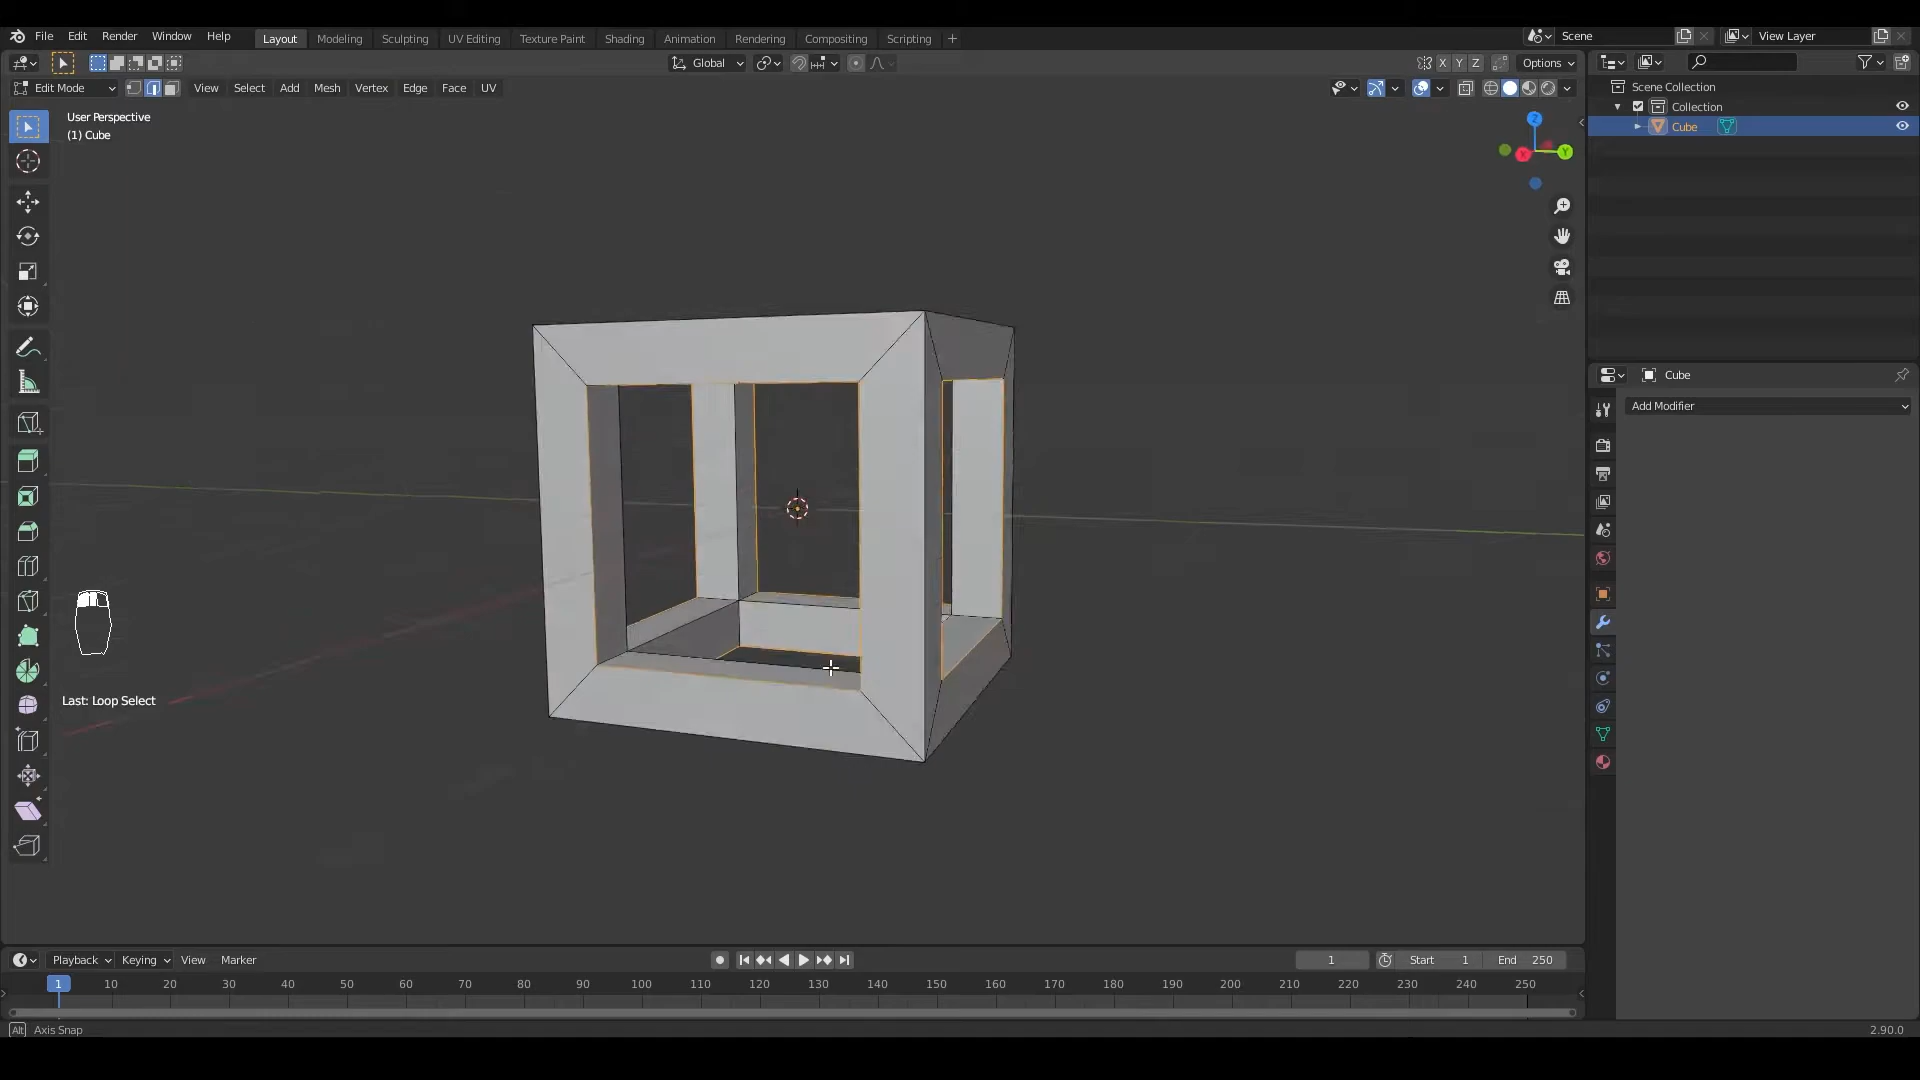 File Edit Render Window Help
Layout Modeling Sculpting UV Editing Texture Paint Shading Animation Rendering Compositing Scripting +
Scene
View Layer
Global
X Y Z
Options
Edit Mode
View Select Add Mesh Vertex Edge Face UV
User Perspective
(1) Cube
Z
X
Y
Scene Collection
Collection
Cube
Cube
Add Modifier
Last: Loop Select
Playback Keying View Marker
1
Start 1
End 250
1 10 20 30 40 50 60 70 80 90 100 110 120 130 140 150 160 170 180 190 200 210 220 230 240 250
Alt Axis Snap
2.90.0